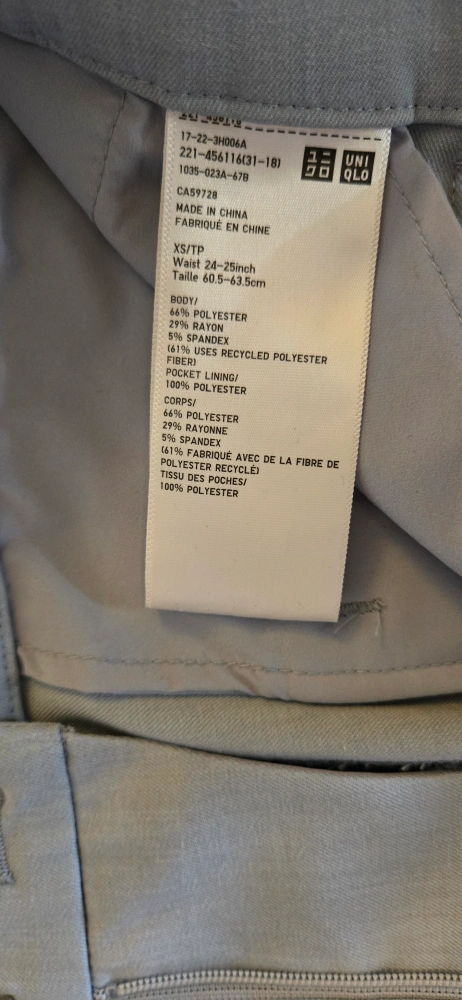 221-456116
17-22-3H006A
221-456116(31-18)
1035-023A-67B
ユニ
クロ
UNI
QLO
CA59728
MADE IN CHINA
FABRIQUÉ EN CHINE
XS/TP
Waist 24-25inch
Taille 60.5-63.5cm
BODY/
66% POLYESTER
29% RAYON
5% SPANDEX
(61% USES RECYCLED POLYESTER
FIBER)
POCKET LINING/
100% POLYESTER
CORPS/
66% POLYESTER
29% RAYONNE
5% SPANDEX
(61% FABRIQUÉ AVEC DE LA FIBRE DE
POLYESTER RECYCLÉ)
TISSU DES POCHES/
100% POLYESTER